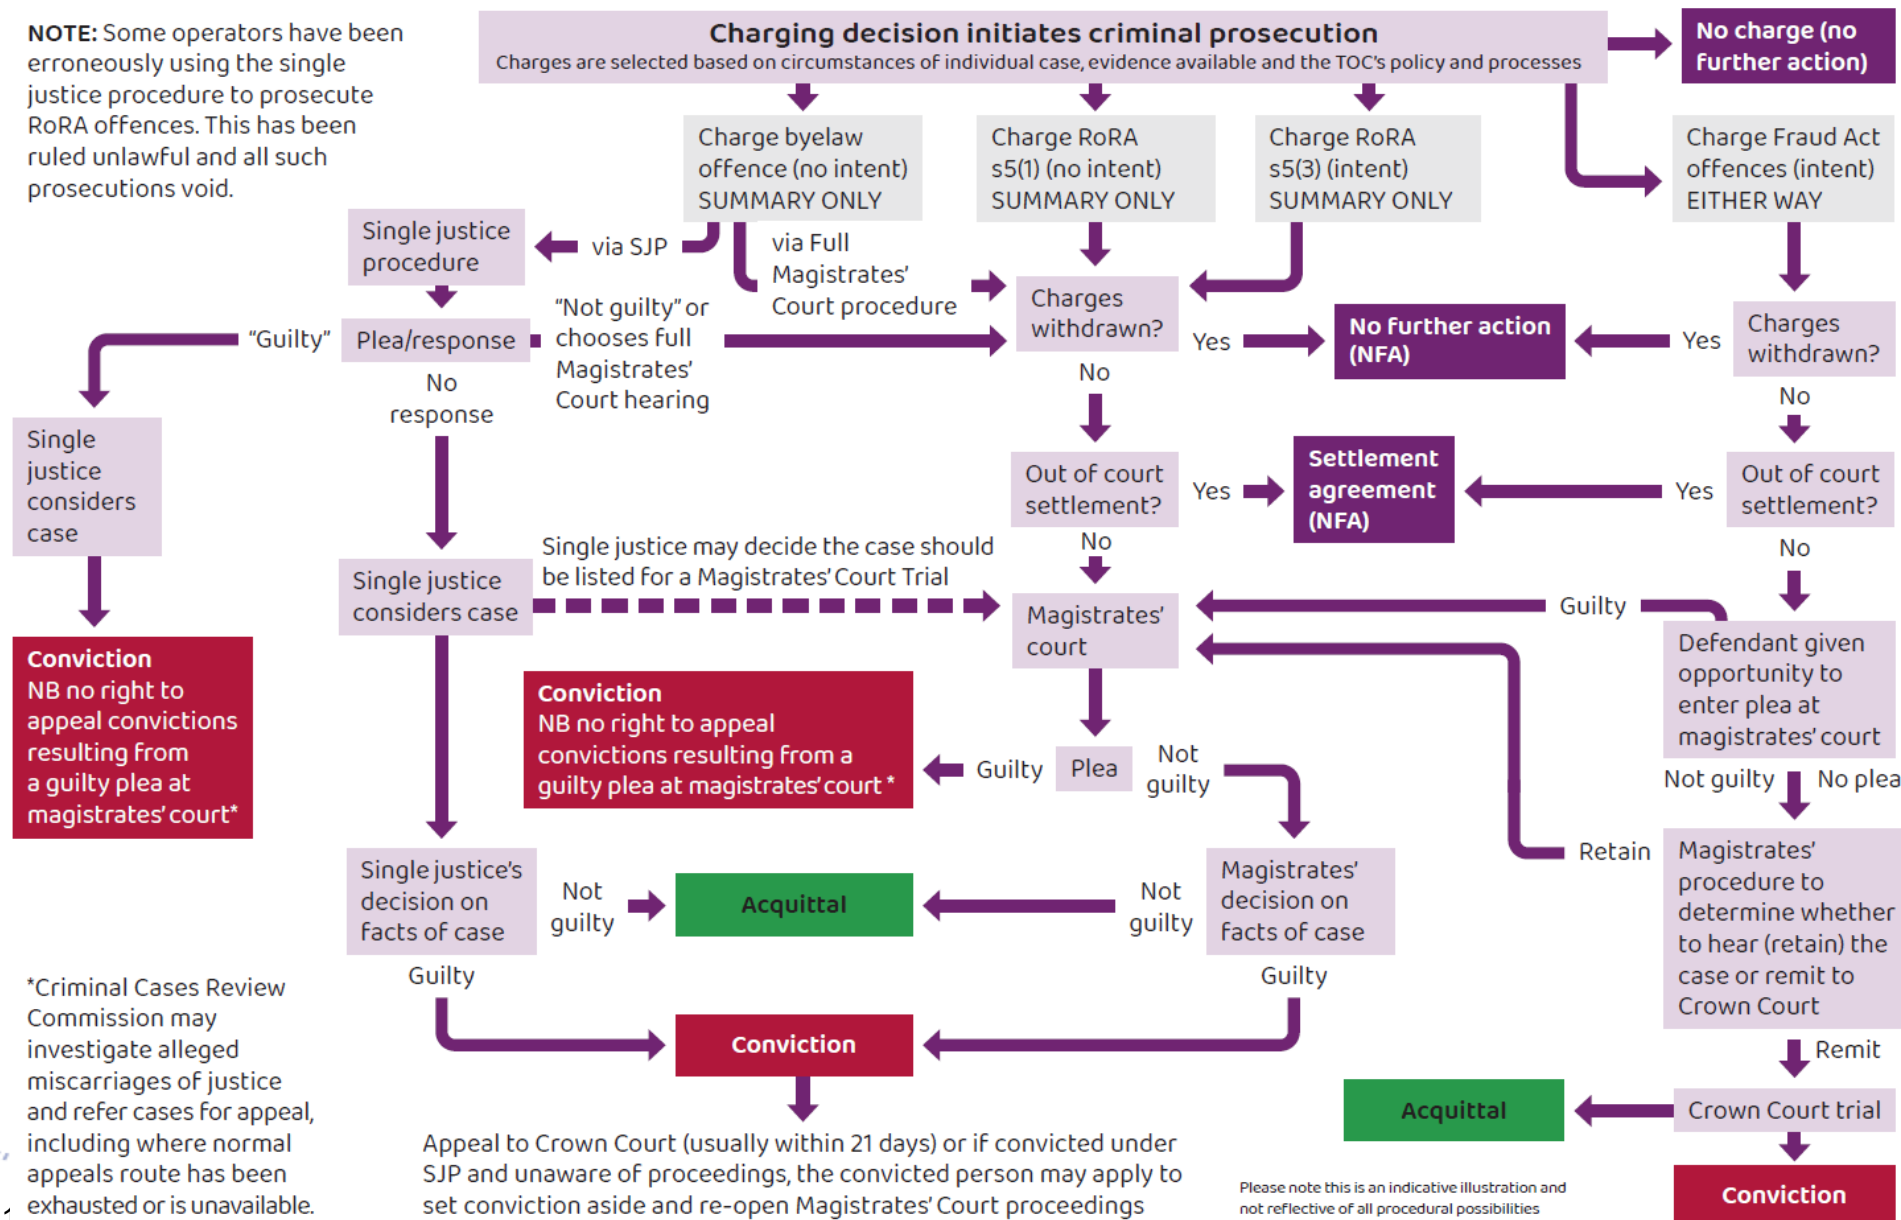 NOTE: Some operators have been
erroneously using the single
justice procedure to prosecute
RoRA offences. This has been
ruled unlawful and all such
prosecutions void.
Charging decision initiates criminal prosecution
Charges are selected based on circumstances of individual case, evidence available and the TOC's policy and processes
No charge (no
further action)
Charge byelaw
offence (no intent)
SUMMARY ONLY
Charge RoRA
s5(1) (no intent)
SUMMARY ONLY
Charge RoRA
s5(3) (intent)
SUMMARY ONLY
Charge Fraud Act
offences (intent)
EITHER WAY
Single justice
procedure
via SJP
via Full
Magistrates'
Court procedure
"Guilty"
Plea/response
"Not guilty" or
chooses full
Magistrates'
Court hearing
Charges
withdrawn?
Yes
No further action
(NFA)
Yes
Charges
withdrawn?
No
response
No
No
Single
justice
considers
case
Out of court
settlement?
Yes
Settlement
agreement
(NFA)
Yes
Out of court
settlement?
No
No
Single justice
considers case
Single justice may decide the case should
be listed for a Magistrates' Court Trial
Magistrates'
court
Guilty
Defendant given
opportunity to
enter plea at
magistrates' court
Conviction
NB no right to
appeal convictions
resulting from
a guilty plea at
magistrates' court*
Conviction
NB no right to appeal
convictions resulting from a
guilty plea at magistrates' court *
Guilty
Plea
Not
guilty
Not guilty
No plea
Single justice's
decision on
facts of case
Not
guilty
Acquittal
Not
guilty
Magistrates'
decision on
facts of case
Retain
Magistrates'
procedure to
determine whether
to hear (retain) the
case or remit to
Crown Court
Guilty
Guilty
Conviction
Remit
*Criminal Cases Review
Commission may
investigate alleged
miscarriages of justice
and refer cases for appeal,
including where normal
appeals route has been
exhausted or is unavailable.
Acquittal
Crown Court trial
Appeal to Crown Court (usually within 21 days) or if convicted under
SJP and unaware of proceedings, the convicted person may apply to
set conviction aside and re-open Magistrates' Court proceedings
Please note this is an indicative illustration and
not reflective of all procedural possibilities
Conviction